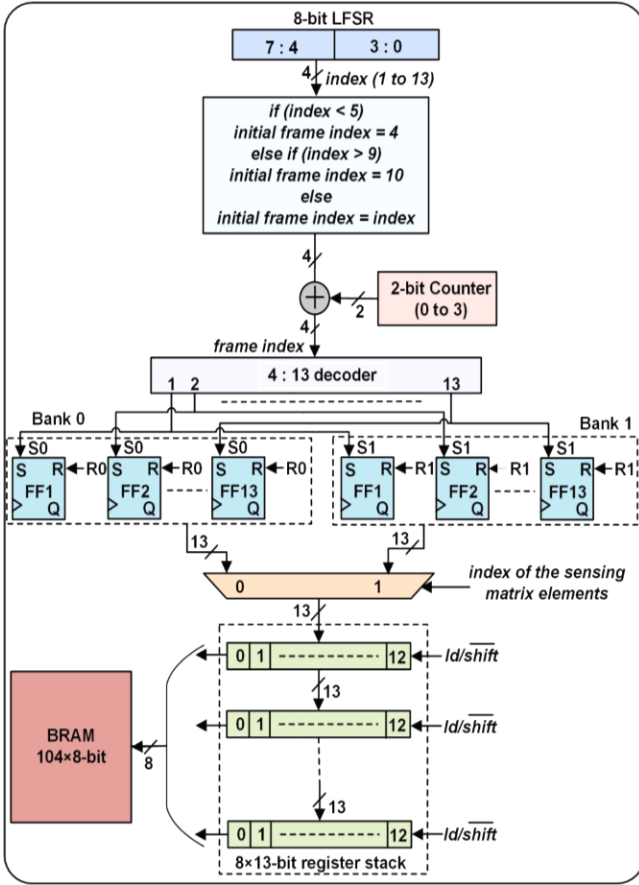 8-bit LFSR
7 : 4 3 : 0
4 index (1 to 13)
if (index < 5)
initial frame index = 4
else if (index > 9)
initial frame index = 10
else
initial frame index = index
4
+ 2 2-bit Counter
(0 to 3)
4
frame index
4 : 13 decoder
1 2 13
Bank 0 Bank 1
S0 S0 S0 S1 S1 S1
S R R0 S R R0 S R R0 S R R1 S R R1 S R R1
FF1 FF2 FF13 FF1 FF2 FF13
Q Q Q Q Q Q
13 13
0 1 index of the sensing
matrix elements
13
0 1 12 ld/shift
13
0 1 12 ld/shift
BRAM
104×8-bit
8
13
0 1 12 ld/shift
8×13-bit register stack